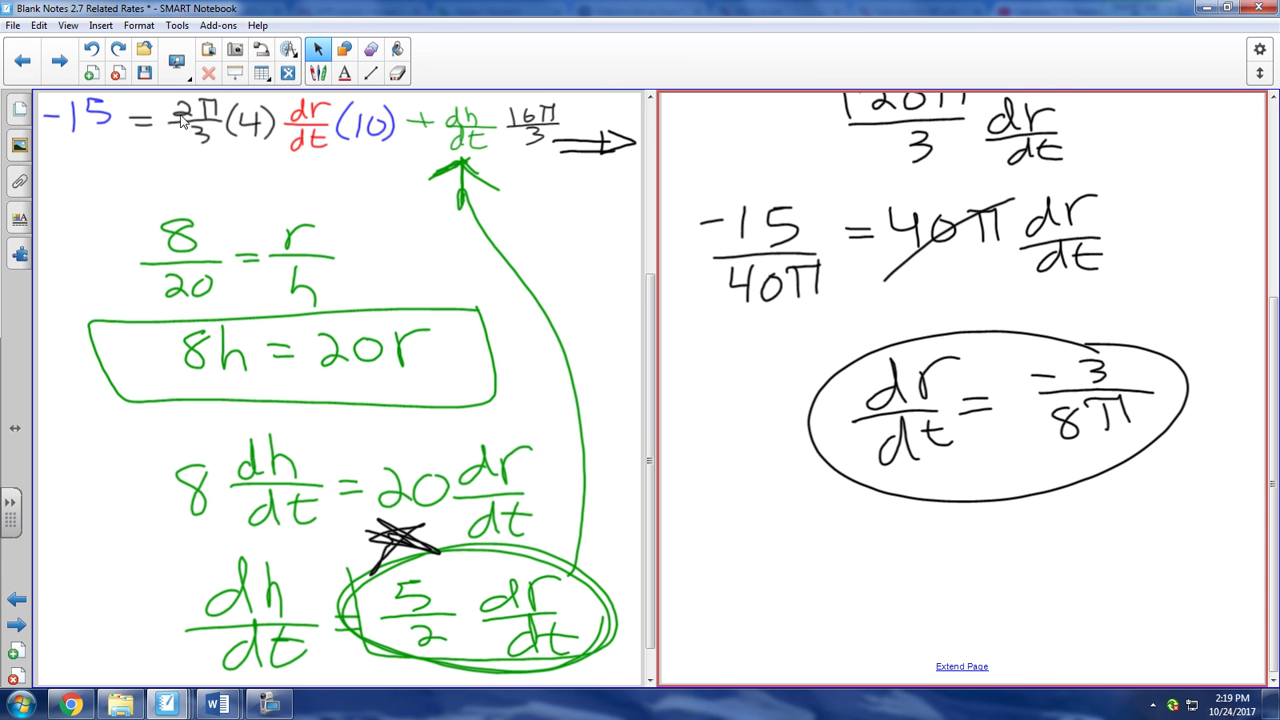 Blank Notes 2.7 Related Rates * - SMART Notebook
File Edit View Insert Format Tools Add-ons Help
-15 = 2π/3 (4) dr/dt (10) + dh/dt 16π/3
8/20 = r/h
8h = 20r
8 dh/dt = 20 dr/dt
dh/dt = 5/2 dr/dt
120π/3 dr/dt
-15/40π = 40π dr/dt
dr/dt = -3/8π
Extend Page
2:19 PM
10/24/2017